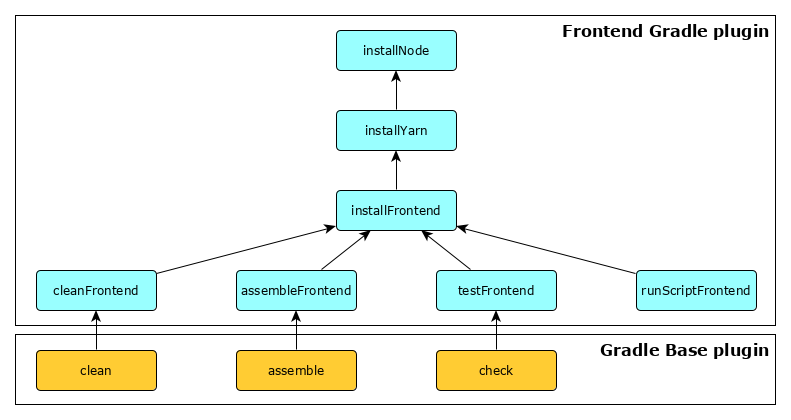 Frontend Gradle plugin
installNode
installYarn
installFrontend
cleanFrontend
assembleFrontend
testFrontend
runScriptFrontend
Gradle Base plugin
clean
assemble
check